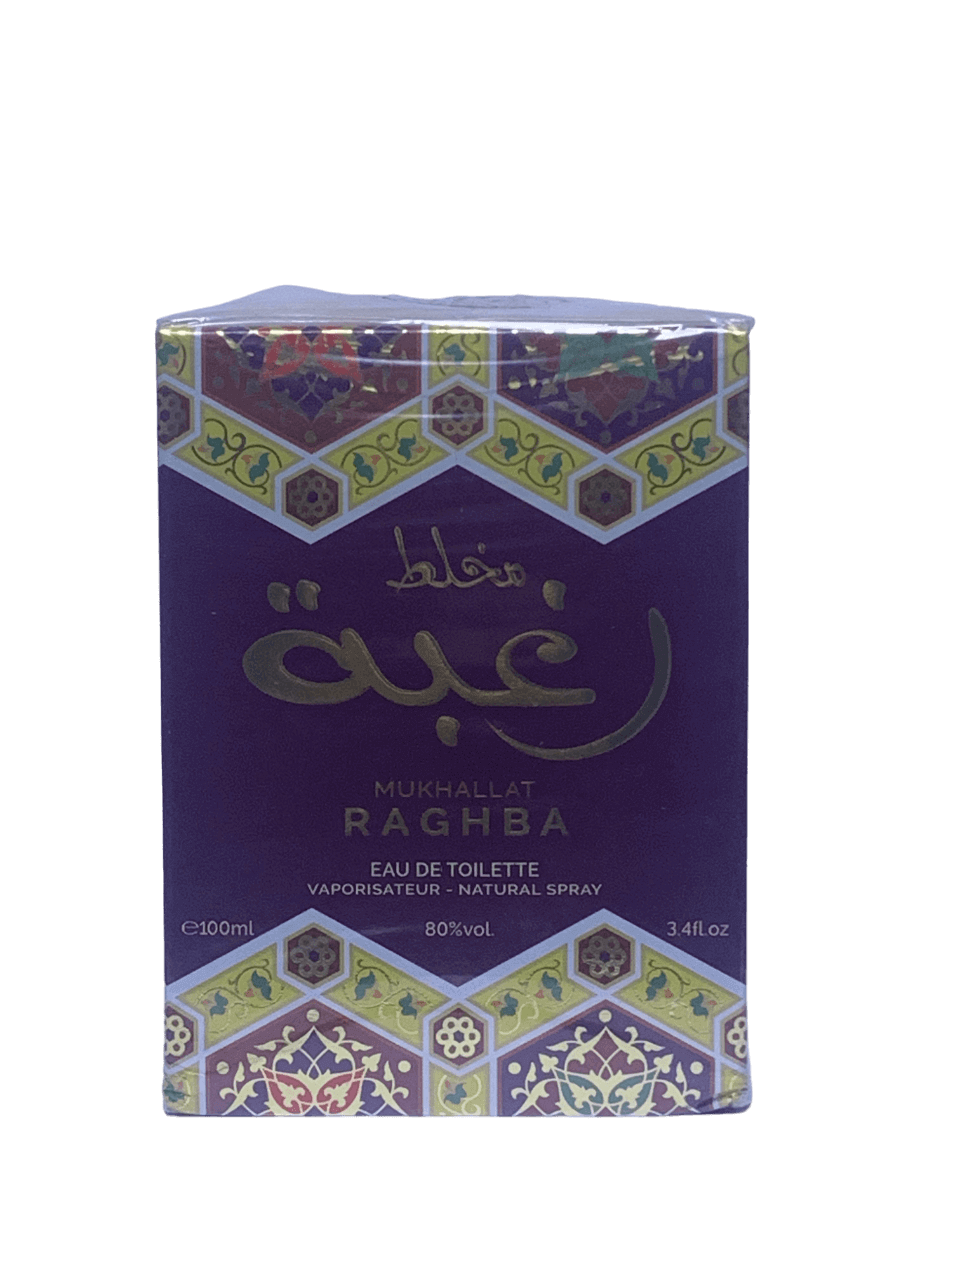 مخلط
رغبة
MUKHALLAT
RAGHBA
EAU DE TOILETTE
VAPORISATEUR - NATURAL SPRAY
℮100ml 80%vol. 3.4fl.oz